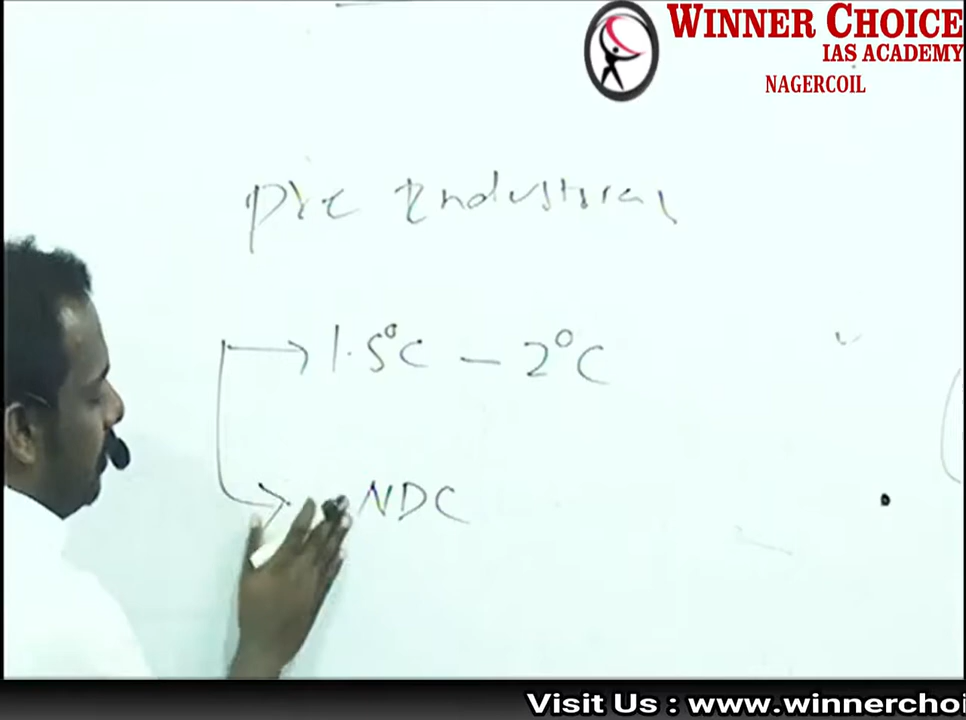 WINNER CHOICE
IAS ACADEMY
NAGERCOIL
Pre Industrial
1.5°C - 2°C
NDC
Visit Us : www.winnerchoi